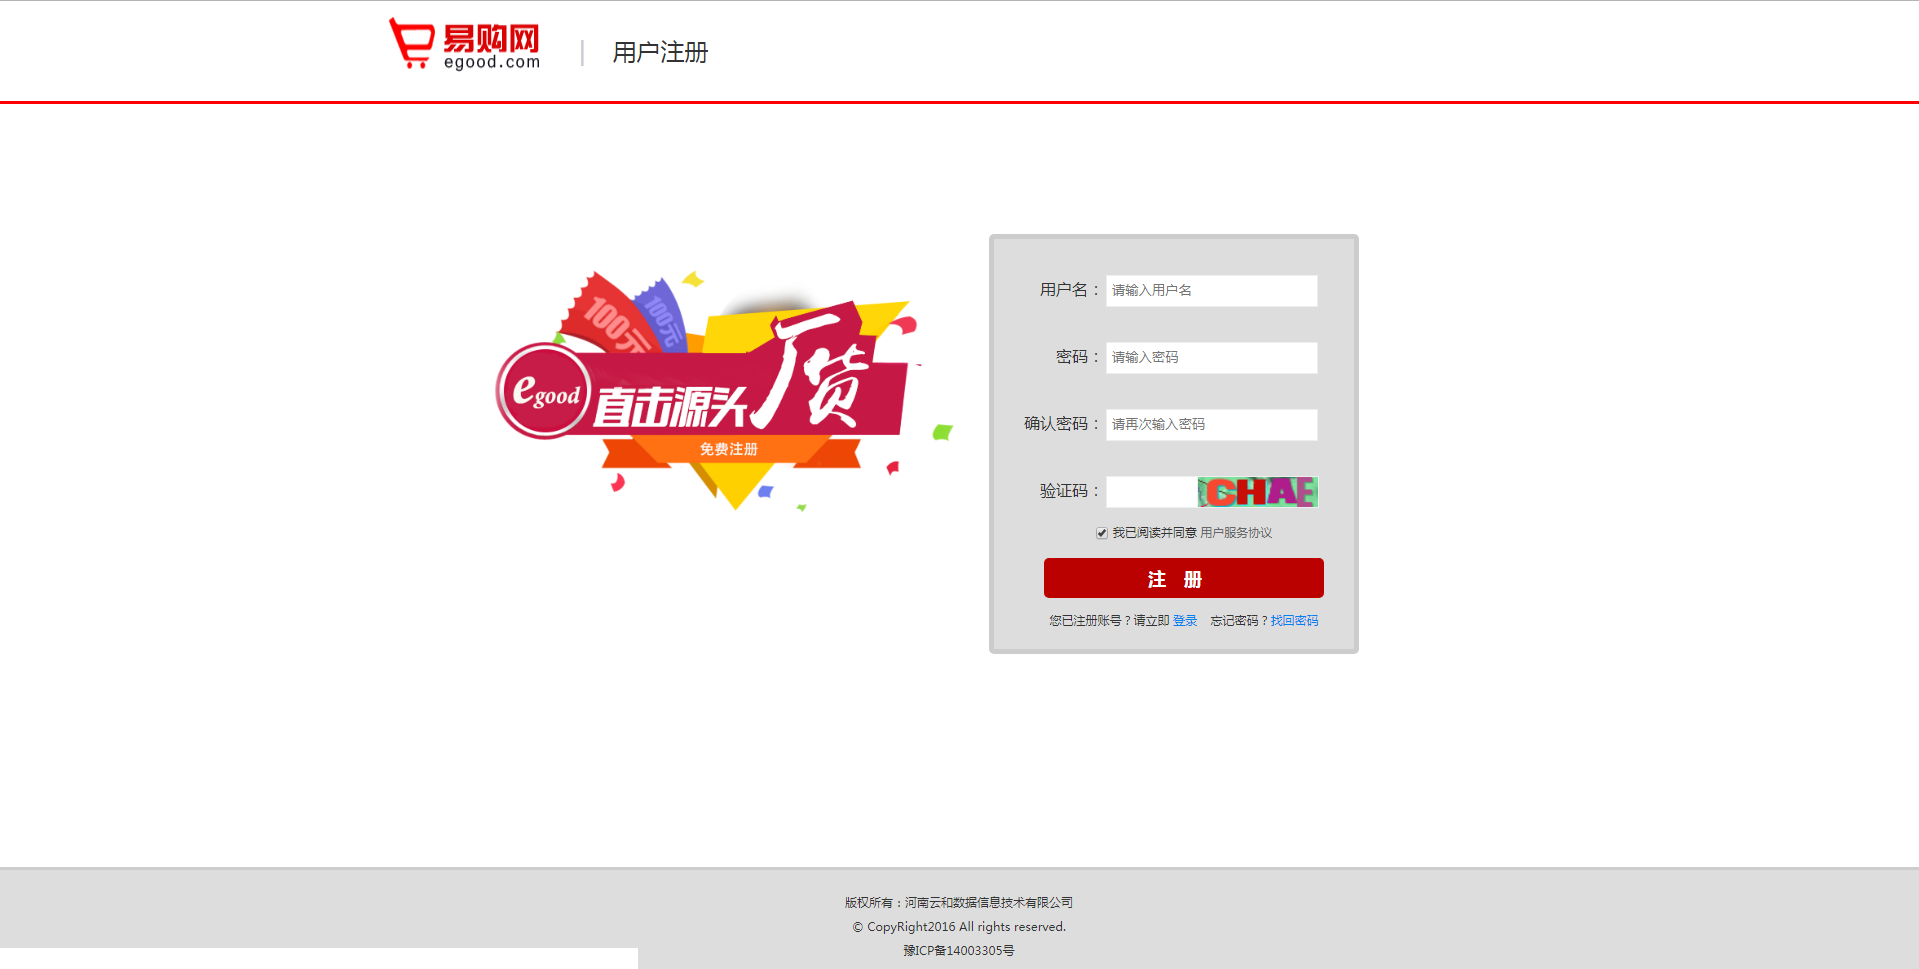 易购网
egood.com
| 用户注册
100元
100元
egood
直击源头厂货
免费注册
用户名：
请输入用户名
密码：
请输入密码
确认密码：
请再次输入密码
验证码：
CHAE
我已阅读并同意 用户服务协议
注 册
您已注册账号？请立即 登录 忘记密码？找回密码
版权所有：河南云和数据信息技术有限公司
© CopyRight2016 All rights reserved.
豫ICP备14003305号